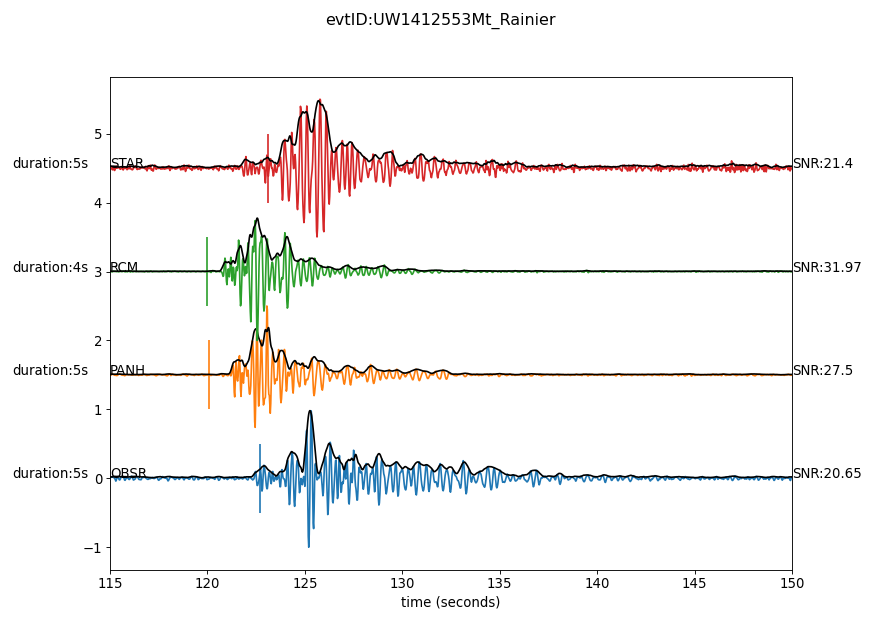 evtID:UW1412553Mt_Rainier
5
duration:5s STAR SNR:21.4
4
duration:4s RCM SNR:31.97
3
2
duration:5s PANH SNR:27.5
1
duration:5s OBSR SNR:20.65
0
−1
115 120 125 130 135 140 145 150
time (seconds)